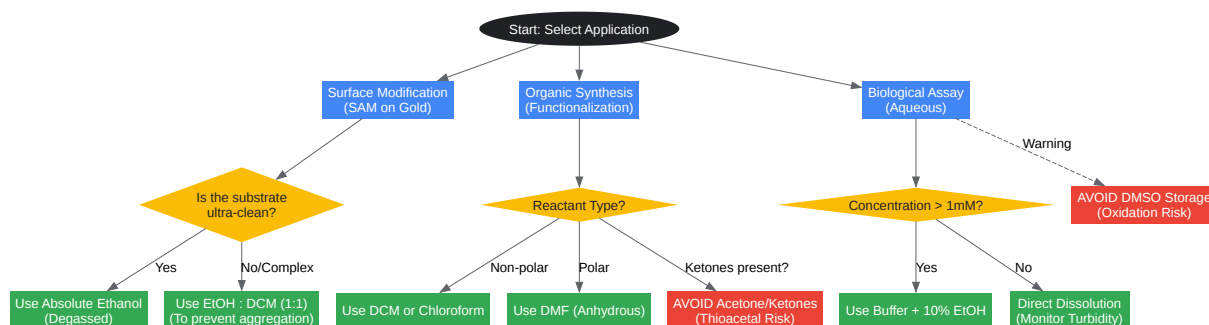 Start: Select Application
Surface Modification
(SAM on Gold)
Organic Synthesis
(Functionalization)
Biological Assay
(Aqueous)
Warning
Is the substrate
ultra-clean?
Reactant Type?
Concentration > 1mM?
AVOID DMSO Storage
(Oxidation Risk)
Yes
No/Complex
Non-polar
Polar
Ketones present?
Yes
No
Use Absolute Ethanol
(Degassed)
Use EtOH : DCM (1:1)
(To prevent aggregation)
Use DCM or Chloroform
Use DMF (Anhydrous)
AVOID Acetone/Ketones
(Thioacetal Risk)
Use Buffer + 10% EtOH
Direct Dissolution
(Monitor Turbidity)